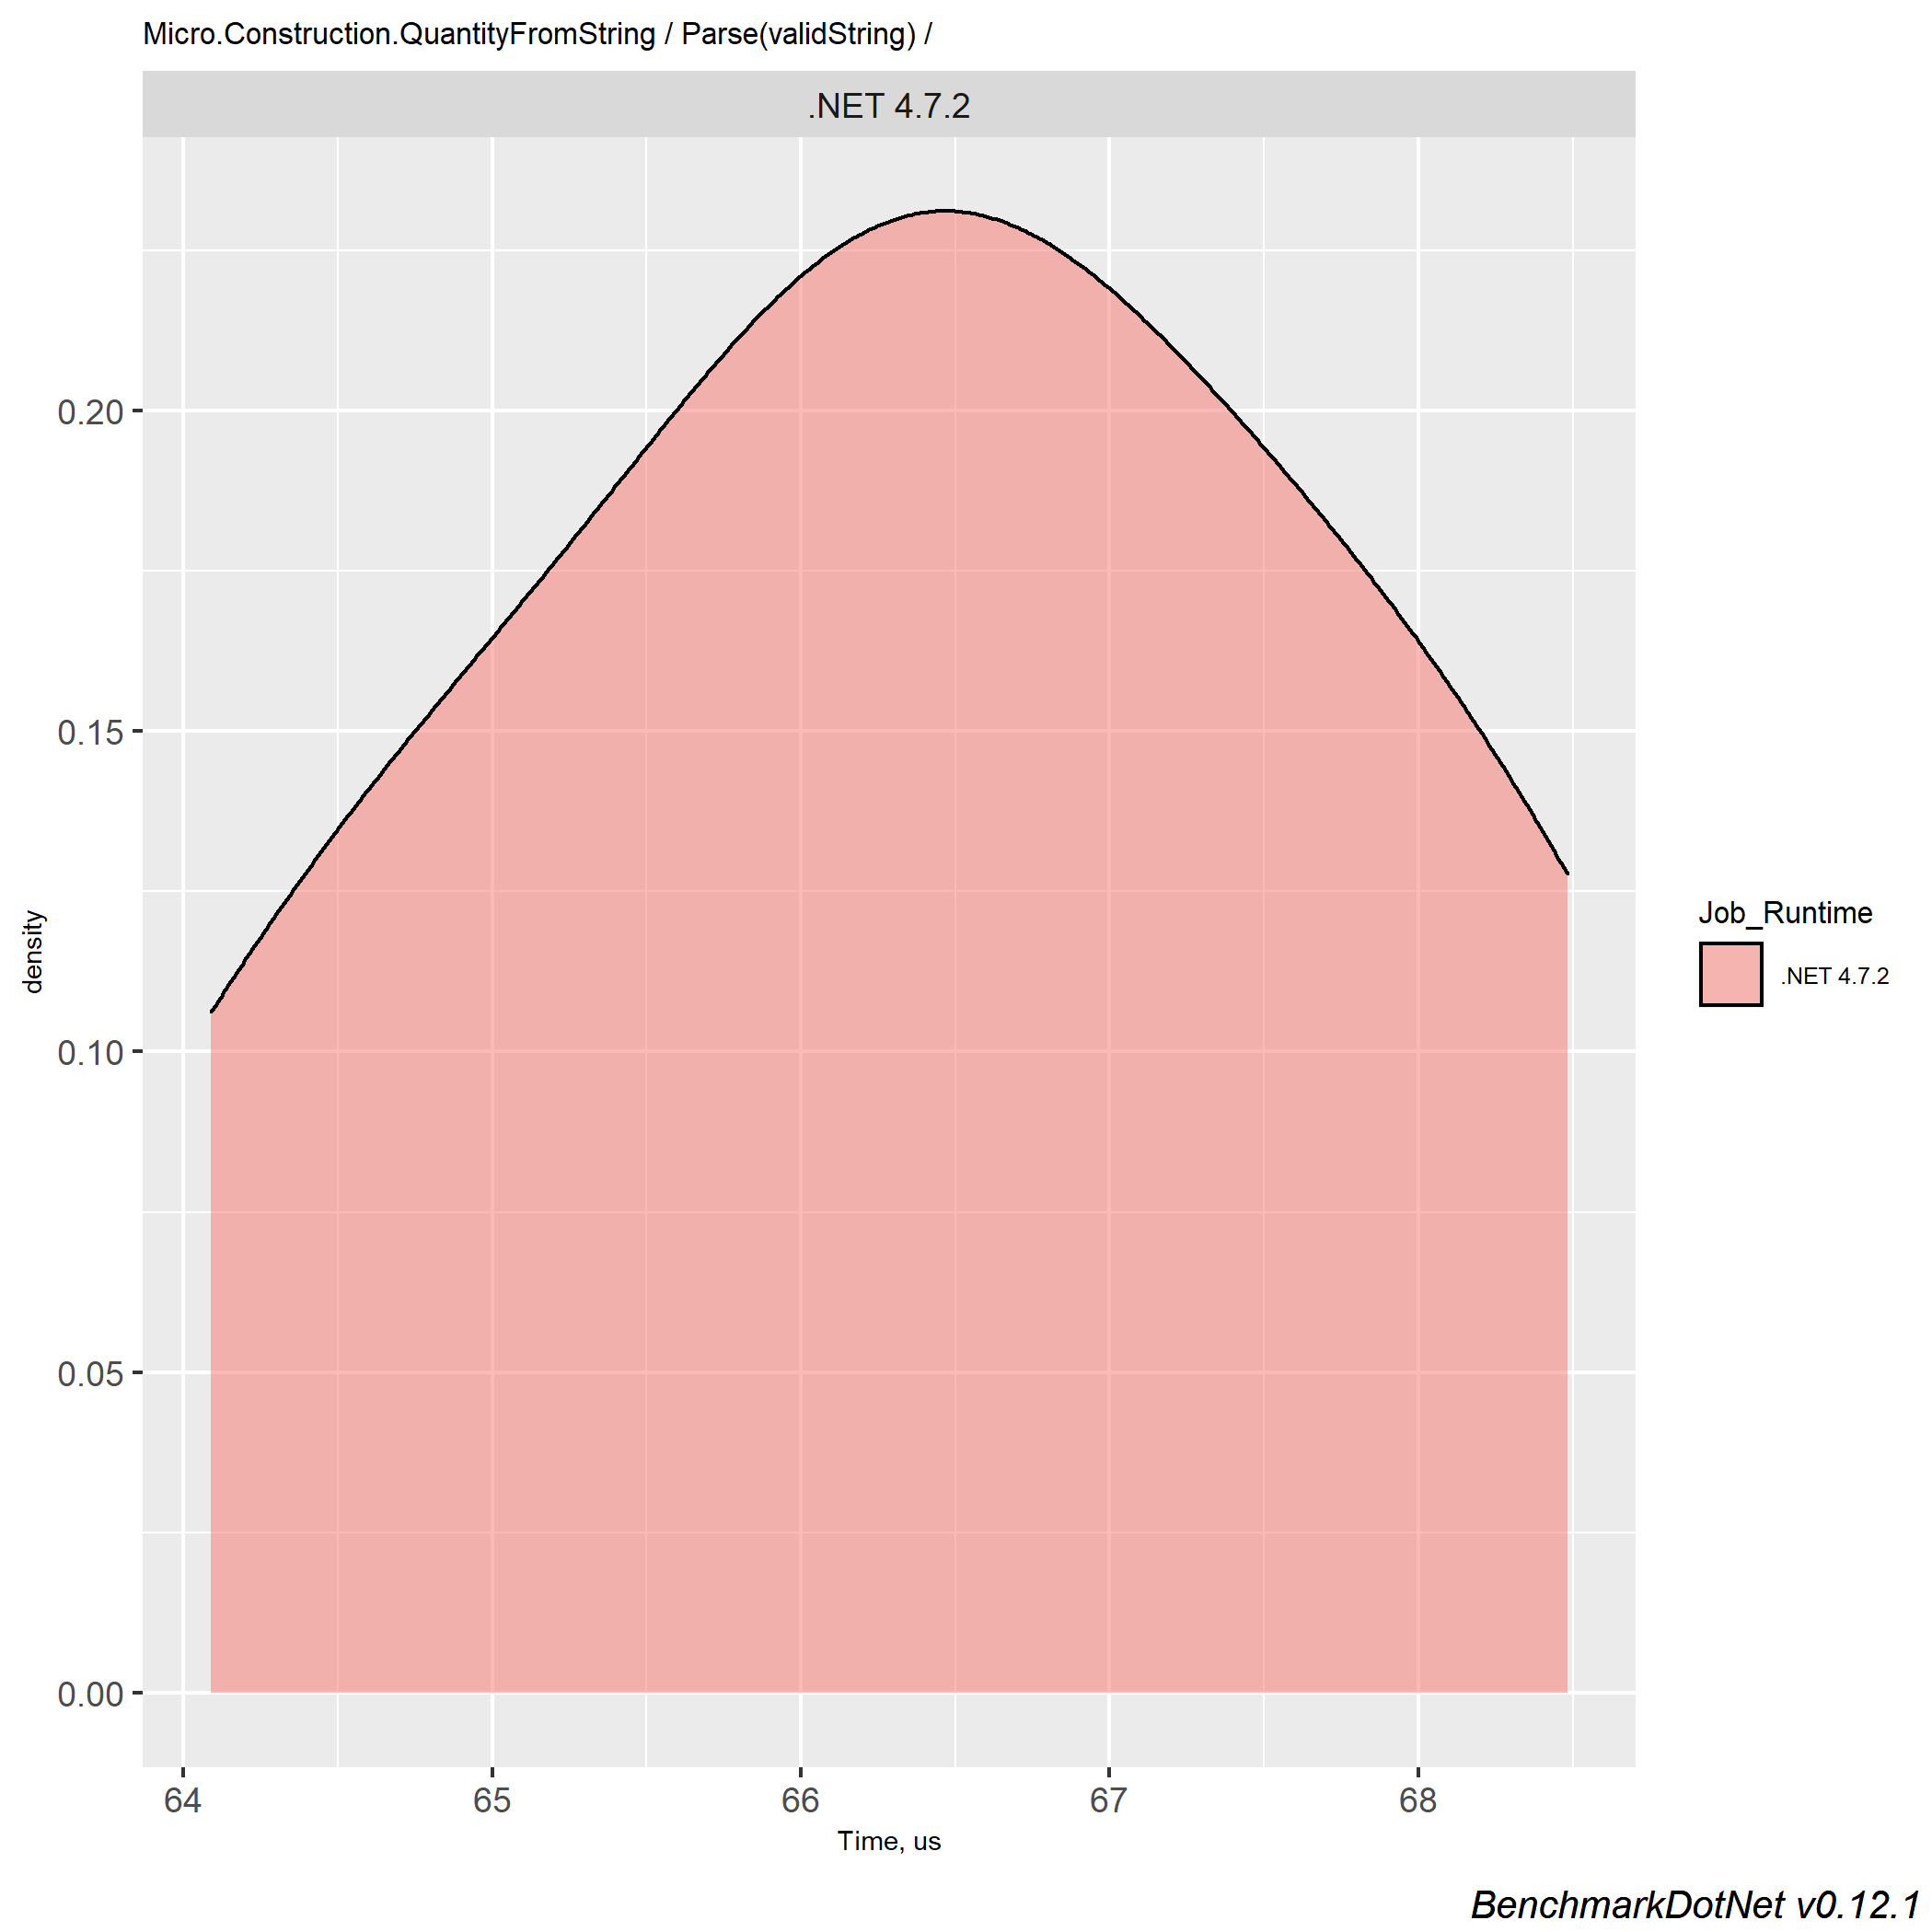 Micro.Construction.QuantityFromString / Parse(validString) /
.NET 4.7.2
0.20
0.15
0.10
0.05
0.00
density
64 65 66 67 68
Time, us
Job_Runtime
.NET 4.7.2
BenchmarkDotNet v0.12.1